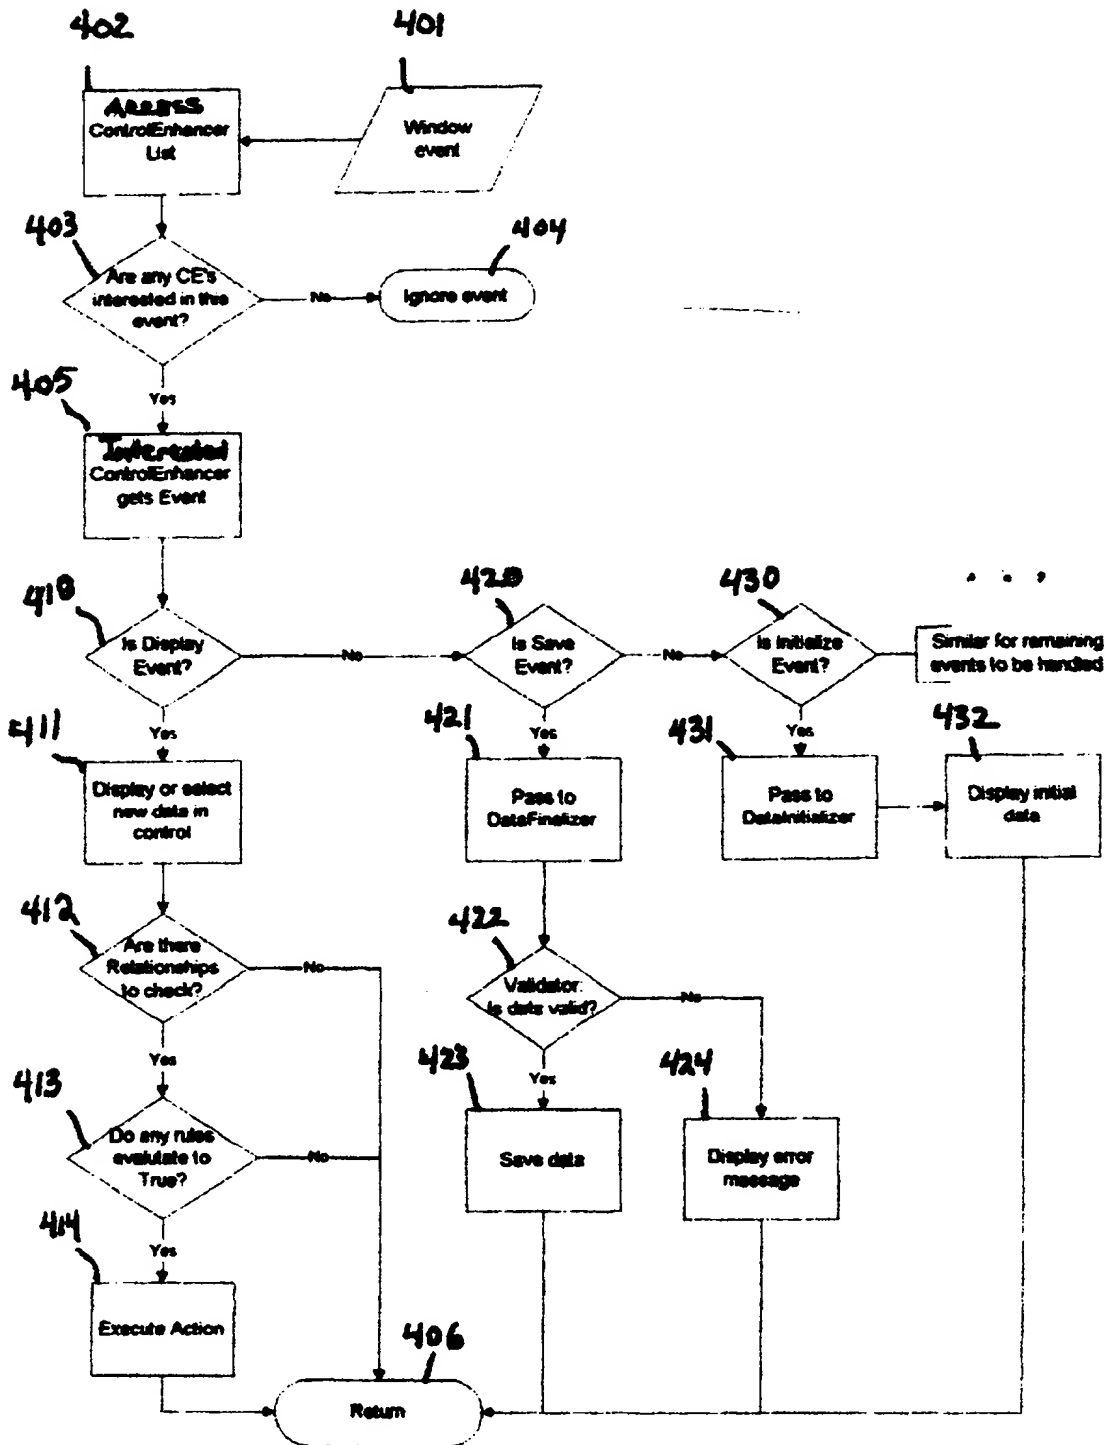 402
401
Access
ControlEnhancer
List
Window
event
403
404
Are any CE's
interested in this
event?
No
Ignore event
405
Yes
Interested
ControlEnhancer
gets Event
410
420
430
. . .
Is Display
Event?
No
Is Save
Event?
No
Is Initialize
Event?
Similar for remaining
events to be handled
411
Yes
421
Yes
431
Yes
432
Display or select
new data in
control
Pass to
DataFinalizer
Pass to
DataInitializer
Display initial
data
412
422
Are there
Relationships
to check?
No
Validator:
Is data valid?
No
Yes
423
Yes
424
413
Do any rules
evalutate to
True?
No
Save data
Display error
message
414
Yes
Execute Action
406
Return